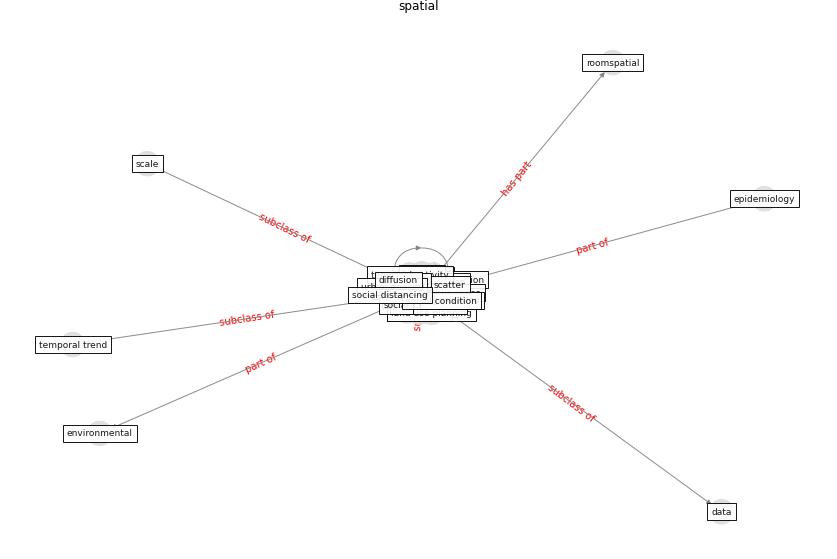 spatial
roomspatial
has part
scale
epidemiology
subclass of
part of
diffusion
scatter
social distancing
condition
subclass of
temporal trend
part of
subclass of
environmental
data